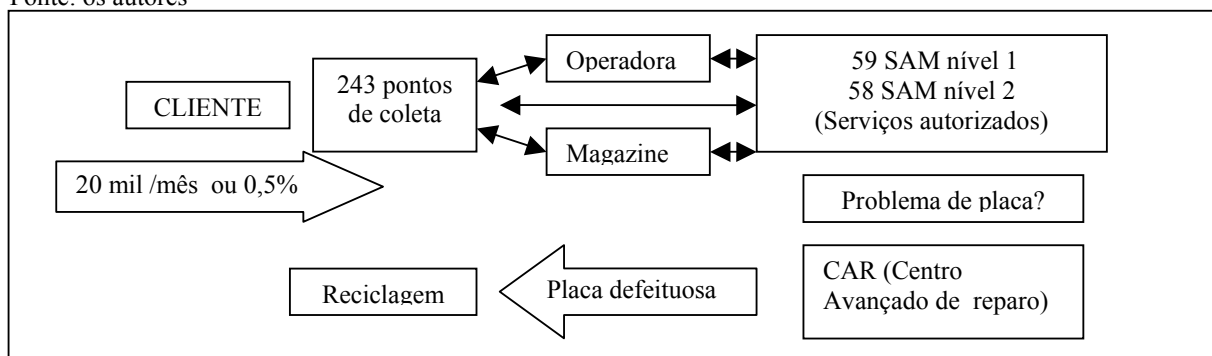 Fonte: os autores
CLIENTE
20 mil /mês ou 0,5%
243 pontos
de coleta
Operadora
Magazine
59 SAM nível 1
58 SAM nível 2
(Serviços autorizados)
Problema de placa?
CAR (Centro
Avançado de reparo)
Placa defeituosa
Reciclagem